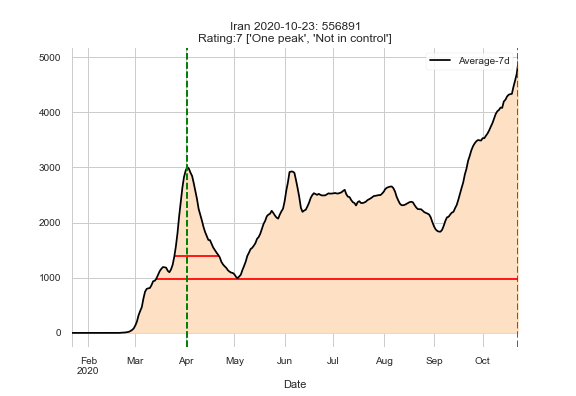 Iran 2020-10-23: 556891
Rating:7 ['One peak', 'Not in control']
Average-7d
5000
4000
3000
2000
1000
0
Feb Mar Apr May Jun Jul Aug Sep Oct
2020
Date